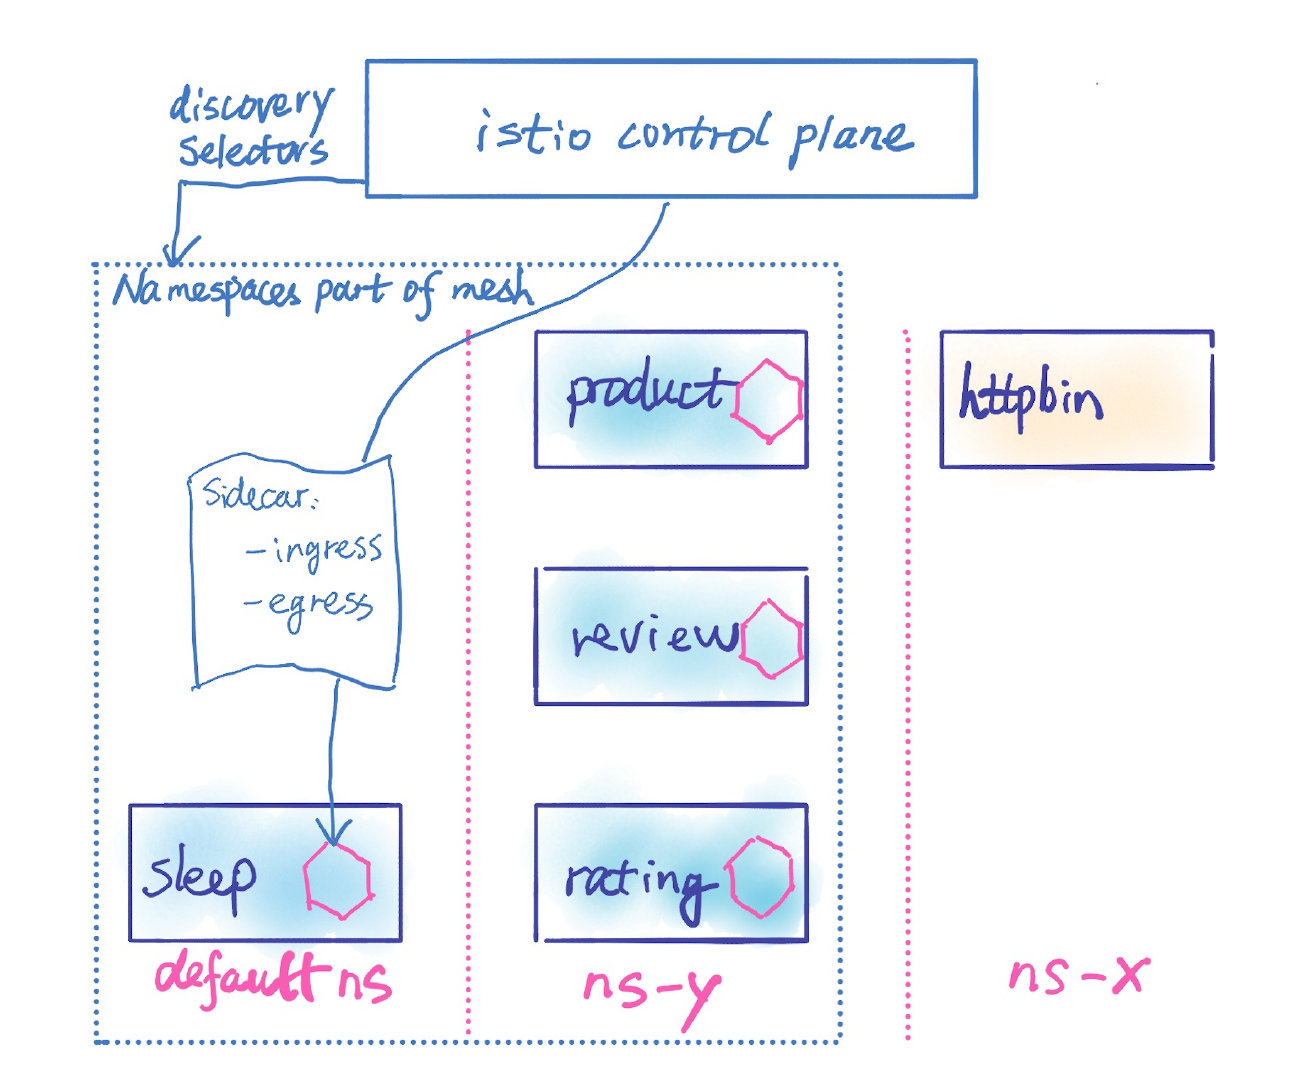 discovery
selectors
istio control plane
Namespaces part of mesh
product
httpbin
Sidecar:
-ingress
-egress
review
sleep
rating
default ns
ns-y
ns-x